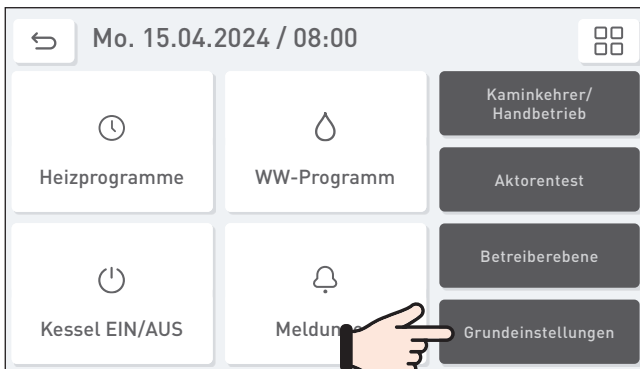 Mo. 15.04.2024 / 08:00
Heizprogramme
WW-Programm
Kaminkehrer/
Handbetrieb
Aktorentest
Kessel EIN/AUS
Betreiberebene
Grundeinstellungen